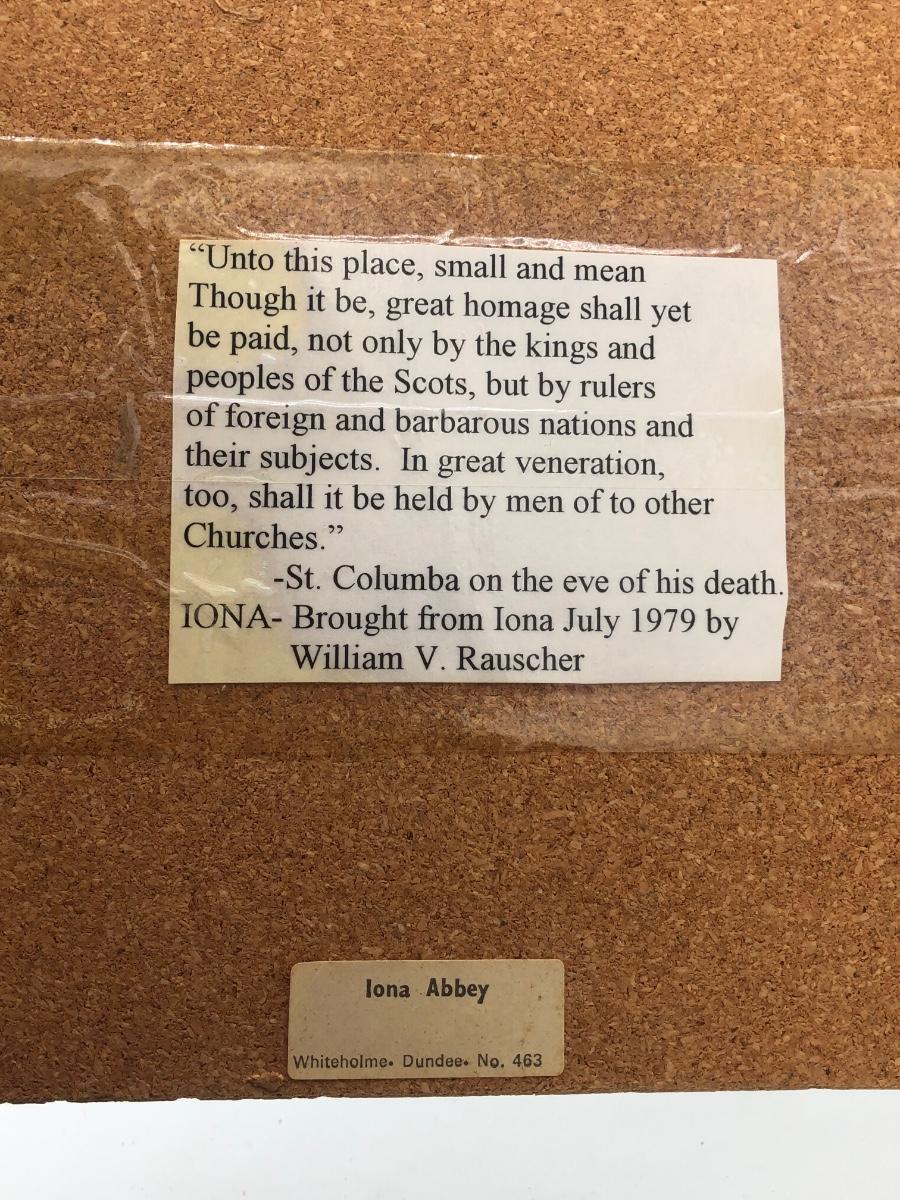 “Unto this place, small and mean
Though it be, great homage shall yet
be paid, not only by the kings and
peoples of the Scots, but by rulers
of foreign and barbarous nations and
their subjects.  In great veneration,
too, shall it be held by men of to other
Churches.”
-St. Columba on the eve of his death.
IONA- Brought from Iona July 1979 by
William V. Rauscher
Iona Abbey
Whiteholme. Dundee. No. 463